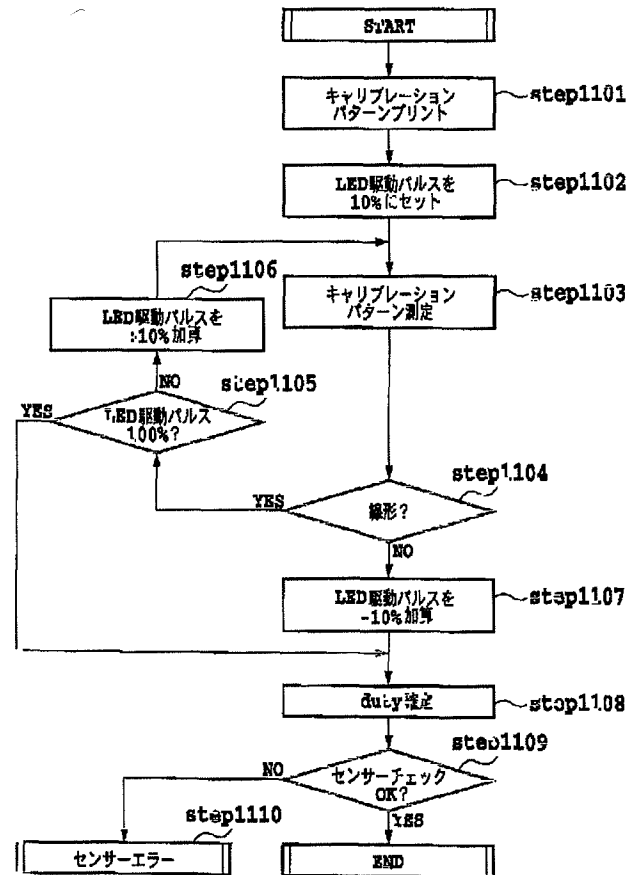 START
キャリブレーション
パターンプリント
step1101
LED駆動パルスを
10%にセット
step1102
step1106
LED駆動パルスを
+10%加算
キャリブレーション
パターン測定
step1103
NO
step1105
YES
LED駆動パルス
100%?
step1104
YES
線形?
NO
LED駆動パルスを
-10%加算
step1107
duty確定
step1108
step1109
NO
センサーチェック
OK?
YES
step1110
センサーエラー
END